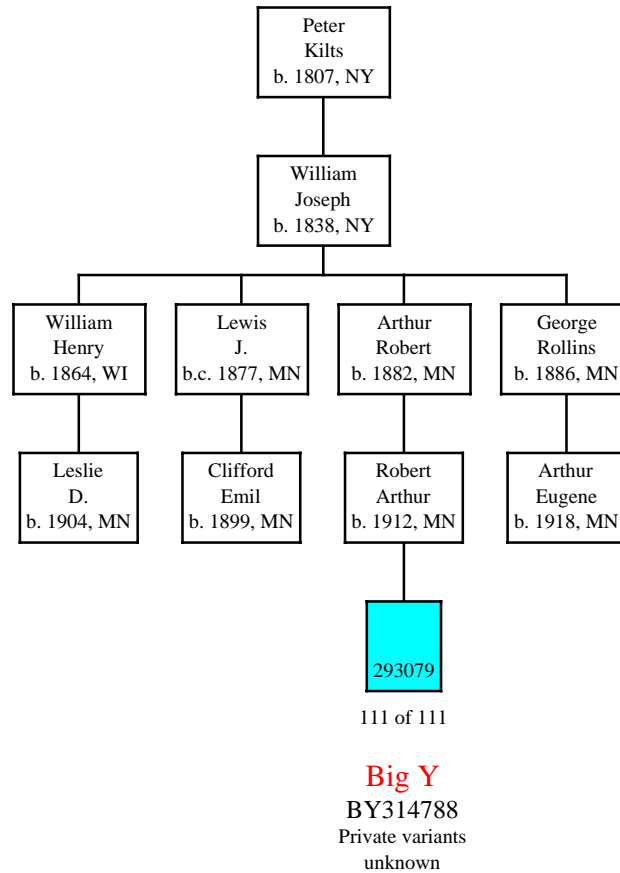 Peter
Kilts
b. 1807, NY
William
Joseph
b. 1838, NY
William
Henry
b. 1864, WI
Lewis
J.
b.c. 1877, MN
Arthur
Robert
b. 1882, MN
George
Rollins
b. 1886, MN
Leslie
D.
b. 1904, MN
Clifford
Emil
b. 1899, MN
Robert
Arthur
b. 1912, MN
Arthur
Eugene
b. 1918, MN
293079
111 of 111
Big Y
BY314788
Private variants
unknown